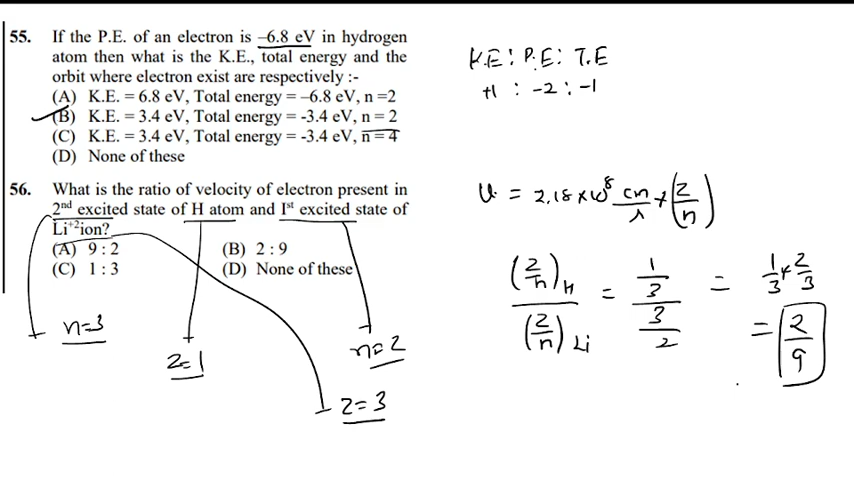 55. If the P.E. of an electron is –6.8 eV in hydrogen
atom then what is the K.E., total energy and the
orbit where electron exist are respectively :-
(A) K.E. = 6.8 eV, Total energy = –6.8 eV, n =2
(B) K.E. = 3.4 eV, Total energy = -3.4 eV, n = 2
(C) K.E. = 3.4 eV, Total energy = -3.4 eV, n = 4
(D) None of these
56. What is the ratio of velocity of electron present in
2nd excited state of H atom and Ist excited state of
Li+2ion?
(A) 9 : 2 (B) 2 : 9
(C) 1 : 3 (D) None of these
n=3
z=1
n=2
z=3
K.E : P.E : T.E
+1 : -2 : -1
v = 2.18 × 10^8 cm/s × (z/n)
(z/n)H / (z/n)Li = (1/3) / (3/2) = 1/3 × 2/3
= 2/9